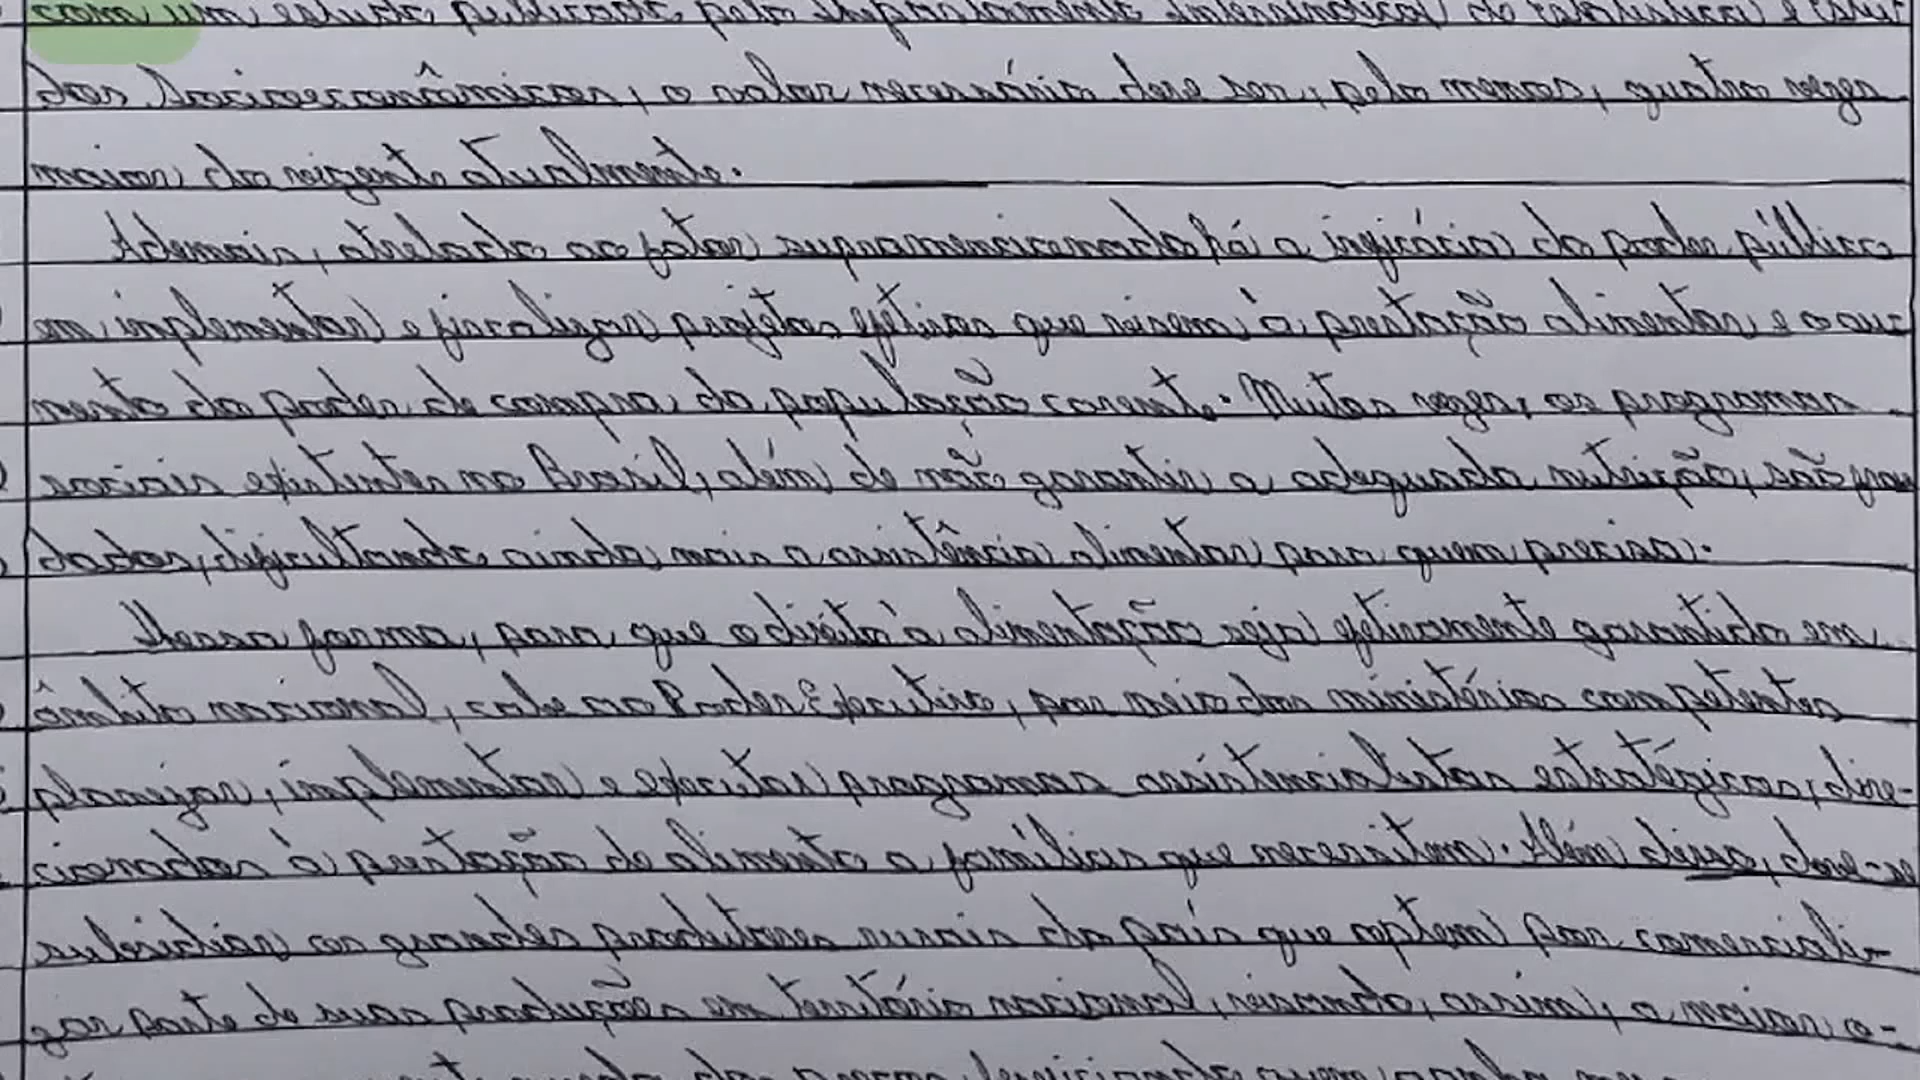 com um estudo publicado pelo Departamento Intersindical de Estatística e Estu-
dos Socioeconômicos, o valor necessário deve ser, pelo menos, quatro vezes
maior do vigente atualmente.
Ademais, atrelado ao fator supramencionado há a ineficácia do poder público
em implementar e fiscalizar projetos efetivos que visem à prestação alimentar e o au-
mento do poder de compra da população carente. Muitas vezes, os programas
sociais existentes no Brasil, além de não garantir a adequada nutrição, são frau
dados, dificultando ainda mais a assistência alimentar para quem precisa.
Dessa forma, para que o direito à alimentação seja efetivamente garantido em
âmbito nacional, cabe ao Poder Executivo, por meio dos ministérios competentes
planejar, implementar e executar programas assistencialistas estratégicos, dire-
cionados à prestação de alimento a famílias que necessitem. Além disso, deve-se
subsidiar os grandes produtores rurais do país que optem por comerciali-
zar parte de suas produções em território nacional, visando, assim, a maior o-